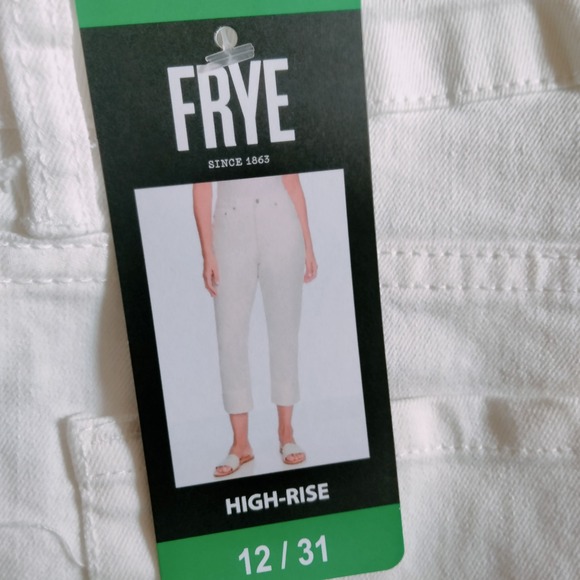 FRYE
SINCE 1863
HIGH-RISE
12 / 31